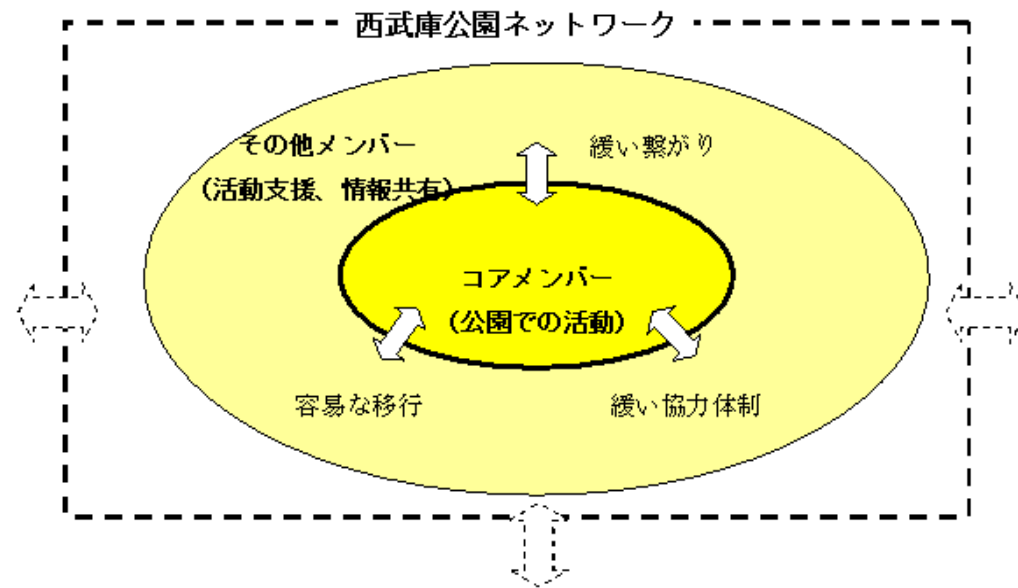 西武庫公園ネットワーク
その他メンバー
(活動支援、情報共有)
緩い繋がり
コアメンバー
(公園での活動)
容易な移行
緩い協力体制